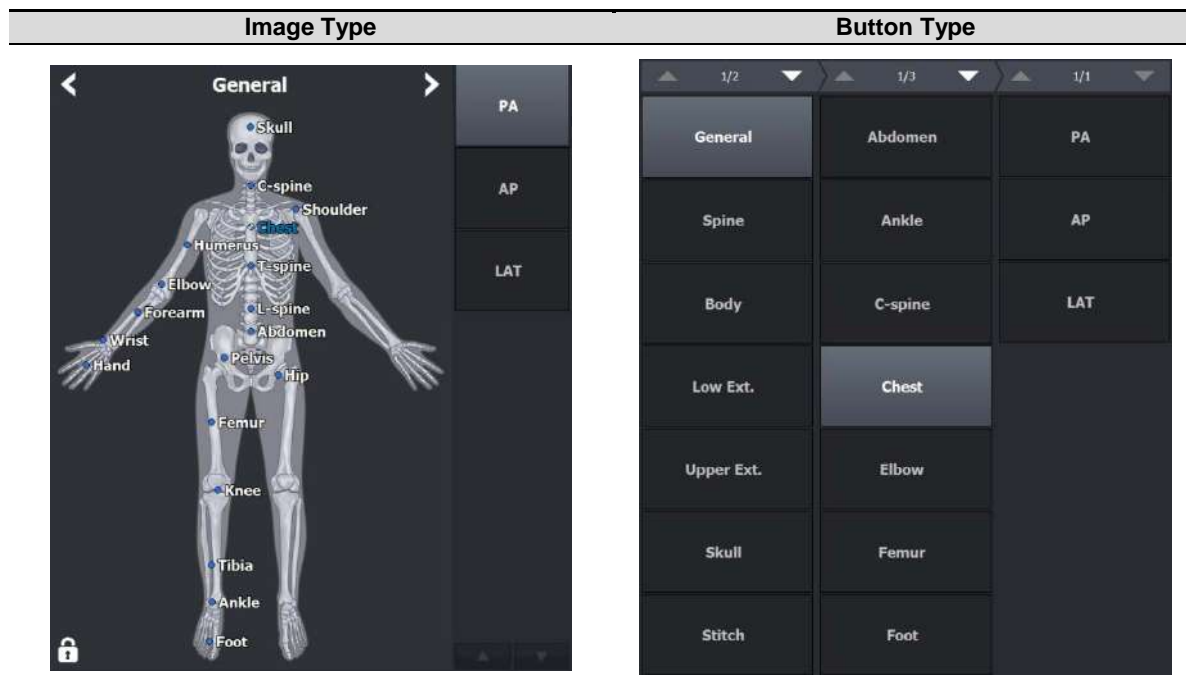 Image Type
Button Type
General
Skull
C-spine
Shoulder
Chest
Humerus
T-spine
Elbow
L-spine
Forearm
Abdomen
Wrist
Pelvis
Hand
Hip
Femur
Knee
Tibia
Ankle
Foot
PA
AP
LAT
1/2
1/3
1/1
General
Abdomen
PA
Spine
Ankle
AP
Body
C-spine
LAT
Low Ext.
Chest
Upper Ext.
Elbow
Skull
Femur
Stitch
Foot